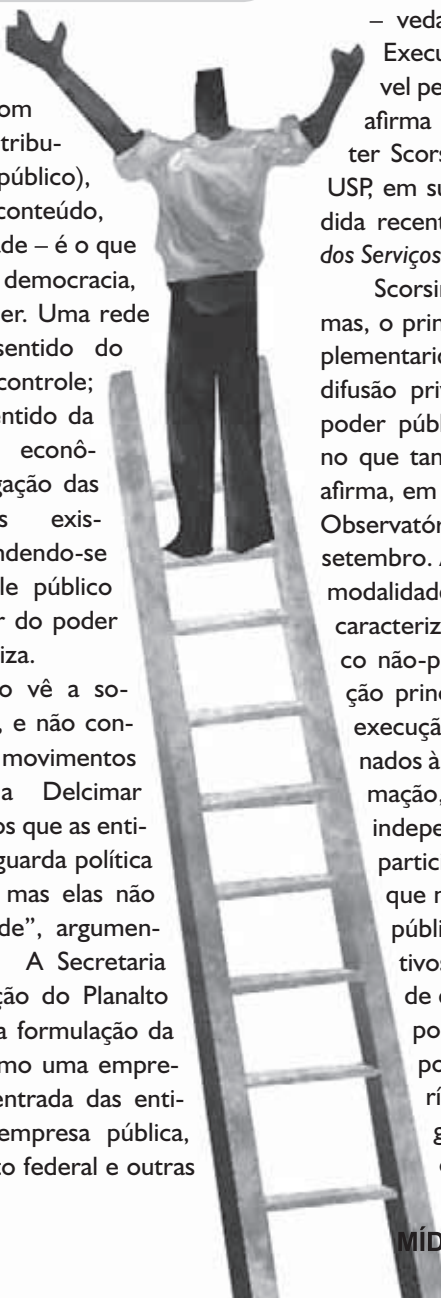 om
tribu-
público),
conteúdo,
de – é o que
democracia,
er. Uma rede
sentido do
controle;
entido da
econô-
gação das
s exis-
ndendo-se
le público
r do poder
iza.
o vê a so-
, e não con-
movimentos
a Delcimar
os que as enti-
guarda política
mas elas não
de”, argumen-
A Secretaria
ção do Planalto
a formulação da
mo uma empre-
entrada das enti-
empresa pública,
to federal e outras
– veda
Execu
vel pe
afirma
ter Scors
USP, em su
dida recent
dos Serviços
Scorsi
mas, o prin
plementario
difusão pri
poder públ
no que tan
afirma, em
Observató
setembro. A
modalidade
caracteriz
co não-p
ção princ
execução
nados à
mação,
indepe
partici
que n
públi
tivos
de
po
po
rí
g
MÍD